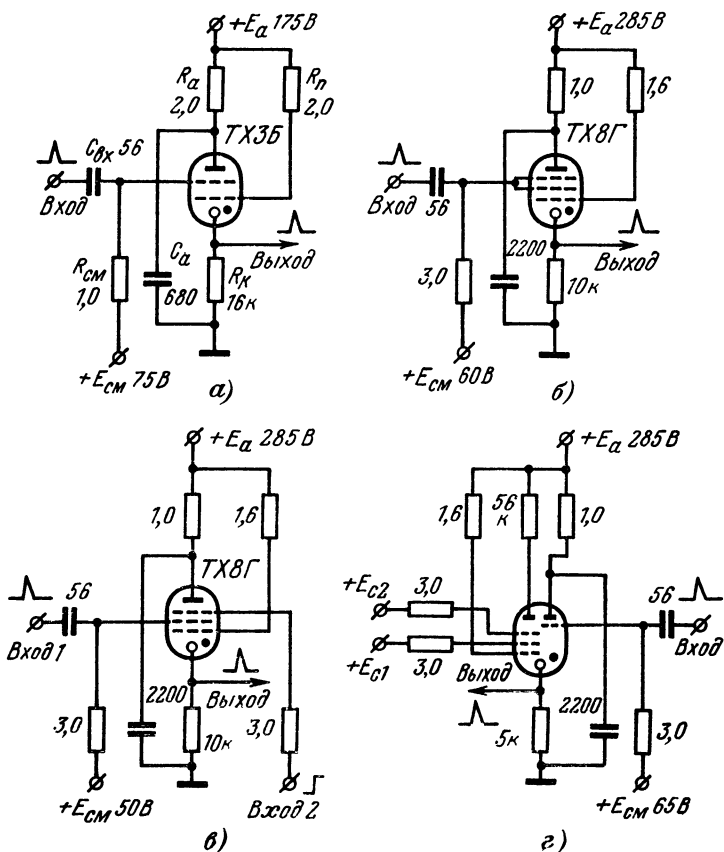 +Eа 175 В
Rа
2,0
Rп
2,0
ТХ3Б
Cвх 56
Вход
Rсм
1,0
Cа
680
Выход
Rк
16к
+Eсм 75В
а)
+Eа 285 В
1,0
1,6
ТХ8Г
Вход
56
3,0
2200
Выход
10к
+Eсм 60В
б)
+Eа 285 В
1,0
1,6
ТХ8Г
56
Вход 1
3,0
2200
Выход
10к
3,0
+Eсм 50В
Вход 2
в)
+Eа 285 В
1,6
56
к
1,0
+Eс2
3,0
+Eс1
3,0
56
Вход
Выход
5к
2200
3,0
+Eсм 65В
г)